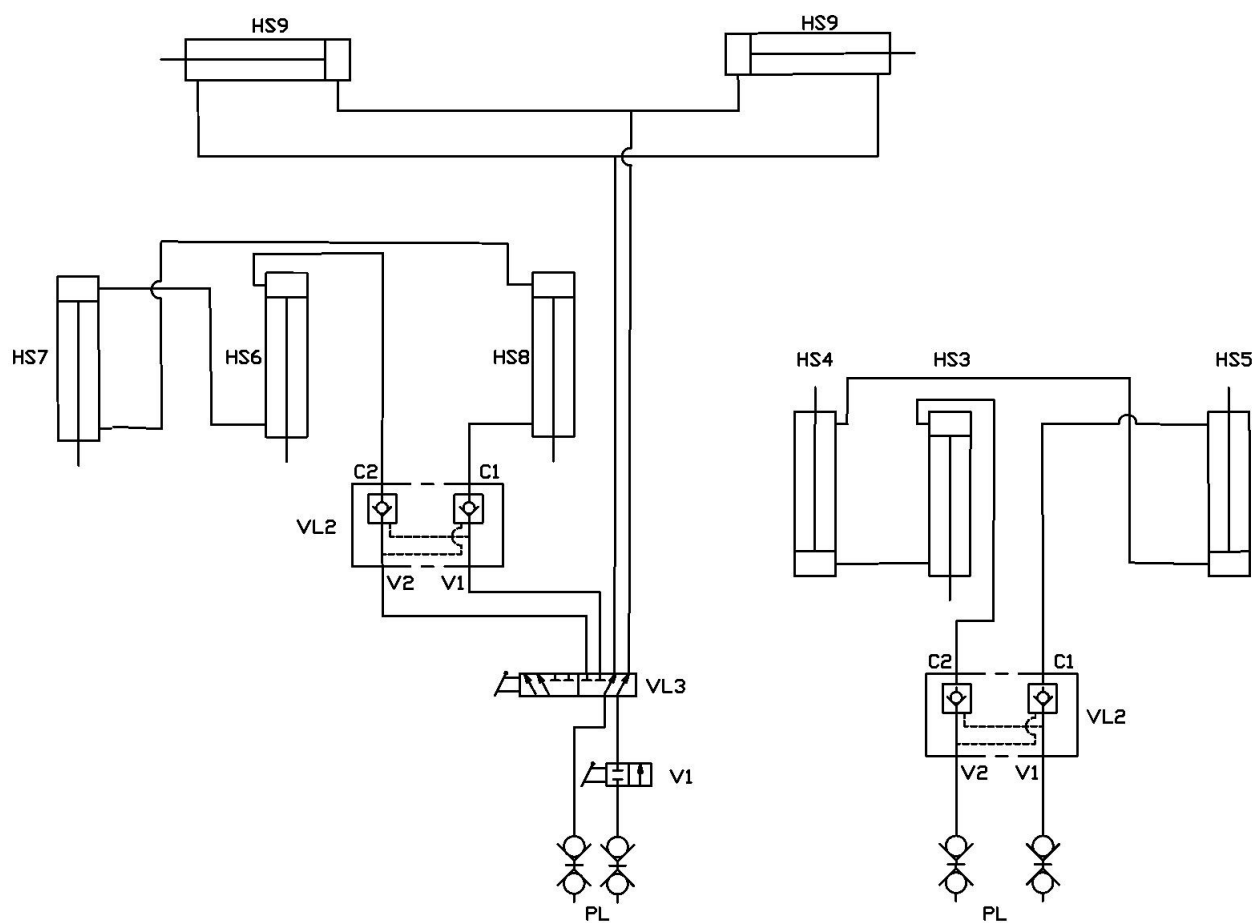 HS9 HS9
HS7 HS6 HS8
HS4 HS3 HS5
C2 C1
VL2
V2 V1
C2 C1
VL3
VL2
V2 V1
V1
PL PL